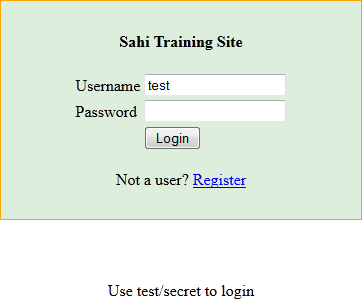 Sahi Training Site
Username test
Password
Login
Not a user? Register
Use test/secret to login